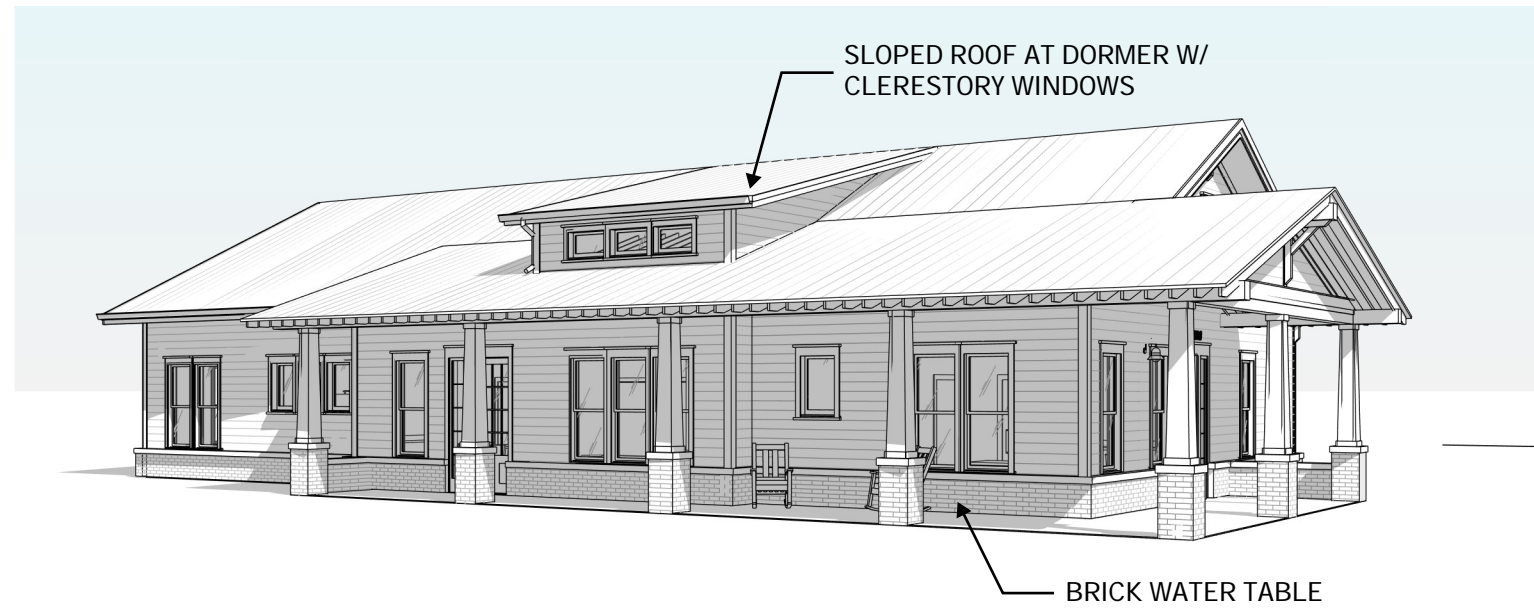 SLOPED ROOF AT DORMER W/
CLERESTORY WINDOWS
BRICK WATER TABLE